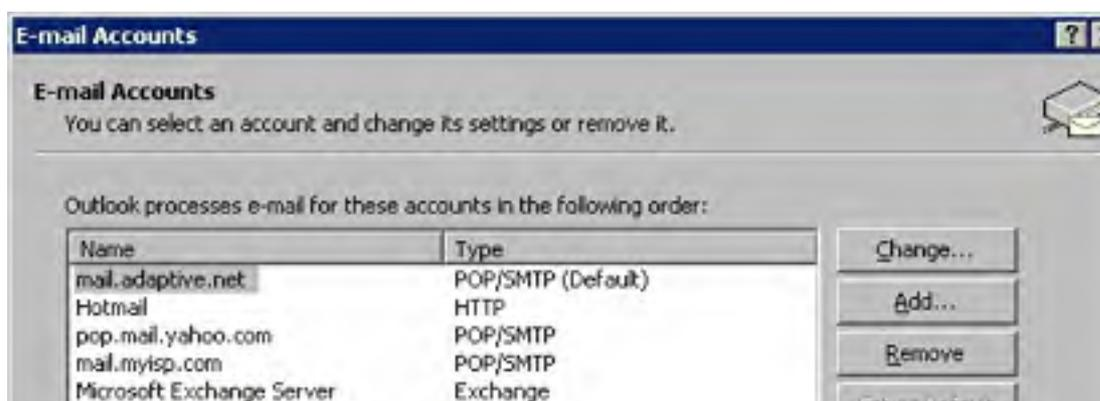 E-mail Accounts
?
E-mail Accounts
You can select an account and change its settings or remove it.
Outlook processes e-mail for these accounts in the following order:
Name Type
Change...
mail.adaptive.net POP/SMTP (Default)
Hotmail HTTP
Add...
pop.mail.yahoo.com POP/SMTP
mail.myisp.com POP/SMTP
Remove
Microsoft Exchange Server Exchange